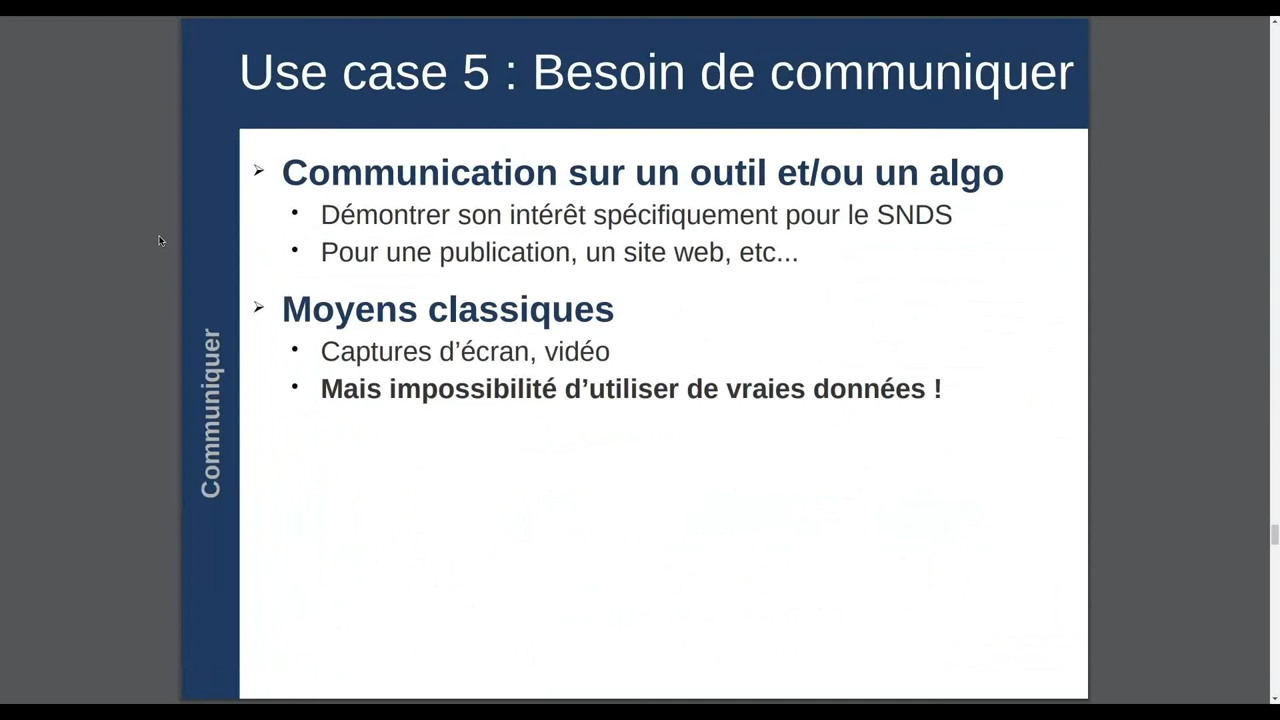 Use case 5 : Besoin de communiquer
Communication sur un outil et/ou un algo
Démontrer son intérêt spécifiquement pour le SNDS
Pour une publication, un site web, etc...
Moyens classiques
Captures d’écran, vidéo
Mais impossibilité d’utiliser de vraies données !
Communiquer